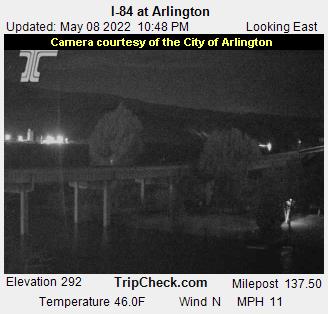 I-84 at Arlington
Updated: May 08 2022 10:48 PM Looking East
Camera courtesy of the City of Arlington
Elevation 292 TripCheck.com Milepost 137.50
Temperature 46.0F Wind N MPH 11